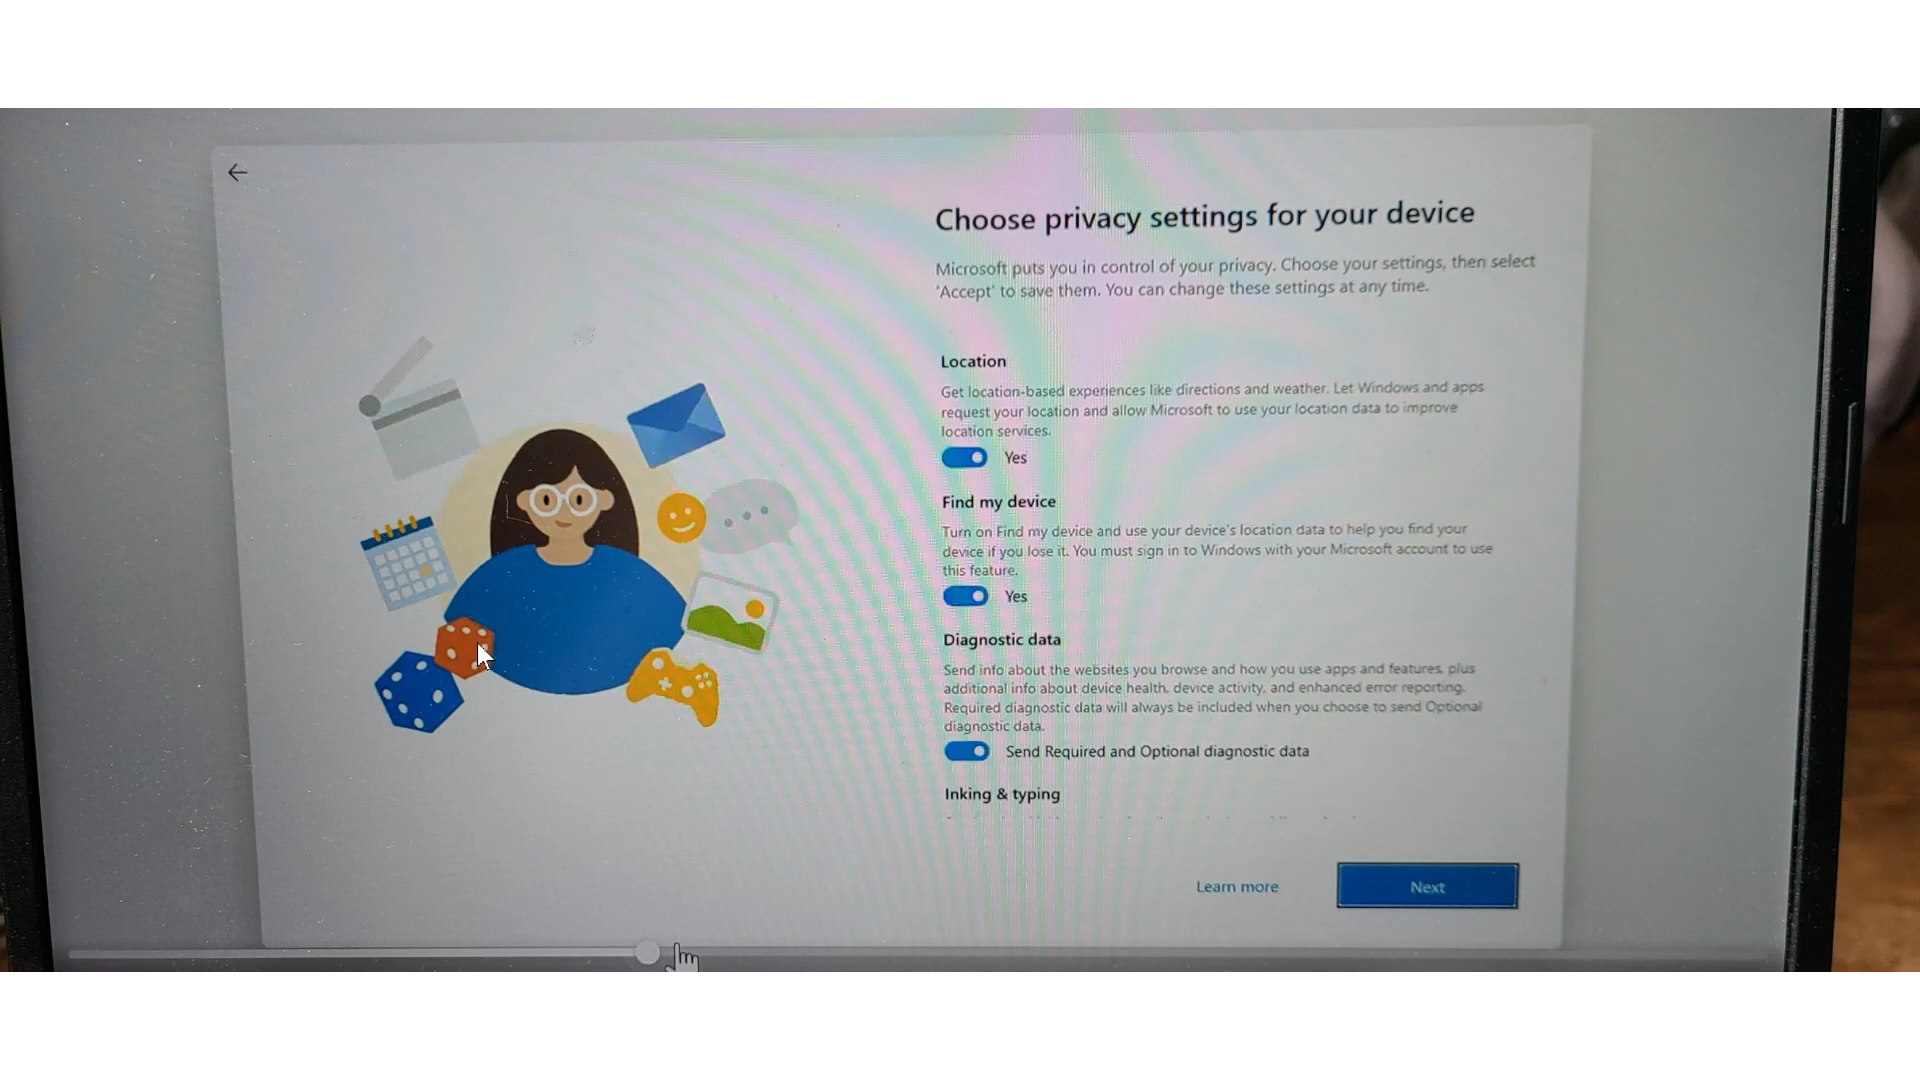 Choose privacy settings for your device
Microsoft puts you in control of your privacy. Choose your settings, then select
'Accept' to save them. You can change these settings at any time.
Location
Get location-based experiences like directions and weather. Let Windows and apps
request your location and allow Microsoft to use your location data to improve
location services.
Yes
Find my device
Turn on Find my device and use your device's location data to help you find your
device if you lose it. You must sign in to Windows with your Microsoft account to use
this feature.
Yes
Diagnostic data
Send info about the websites you browse and how you use apps and features, plus
additional info about device health, device activity, and enhanced error reporting.
Required diagnostic data will always be included when you choose to send Optional
diagnostic data.
Send Required and Optional diagnostic data
Inking & typing
Learn more
Next